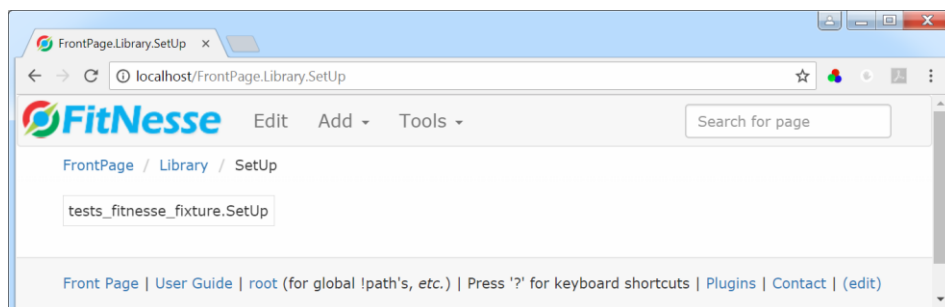 FrontPage.Library.SetUp
localhost/FrontPage.Library.SetUp
FitNesse Edit Add Tools Search for page
FrontPage / Library / SetUp
tests_fitnesse_fixture.SetUp
Front Page | User Guide | root (for global !path's, etc.) | Press '?' for keyboard shortcuts | Plugins | Contact | (edit)